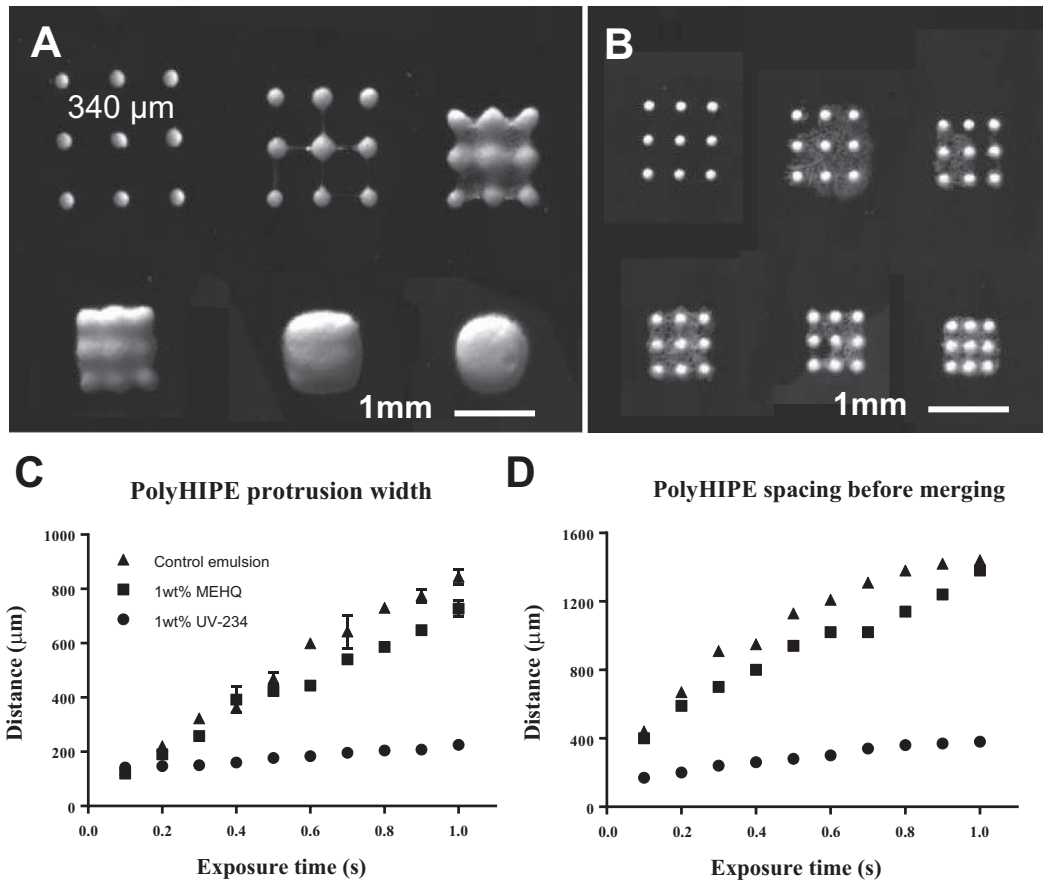 A
340 μm
1mm
B
1mm
C
PolyHIPE protrusion width
Distance (μm)
1000
800
600
400
200
0
Control emulsion
1wt% MEHQ
1wt% UV-234
0.0 0.2 0.4 0.6 0.8 1.0
Exposure time (s)
D
PolyHIPE spacing before merging
Distance (μm)
1600
1200
800
400
0
0.0 0.2 0.4 0.6 0.8 1.0
Exposure time (s)